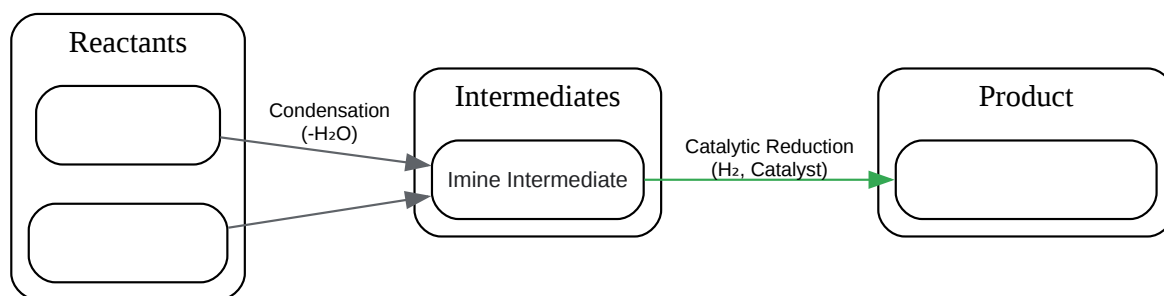 Reactants
Condensation
(-H₂O)
Intermediates
Imine Intermediate
Catalytic Reduction
(H₂, Catalyst)
Product